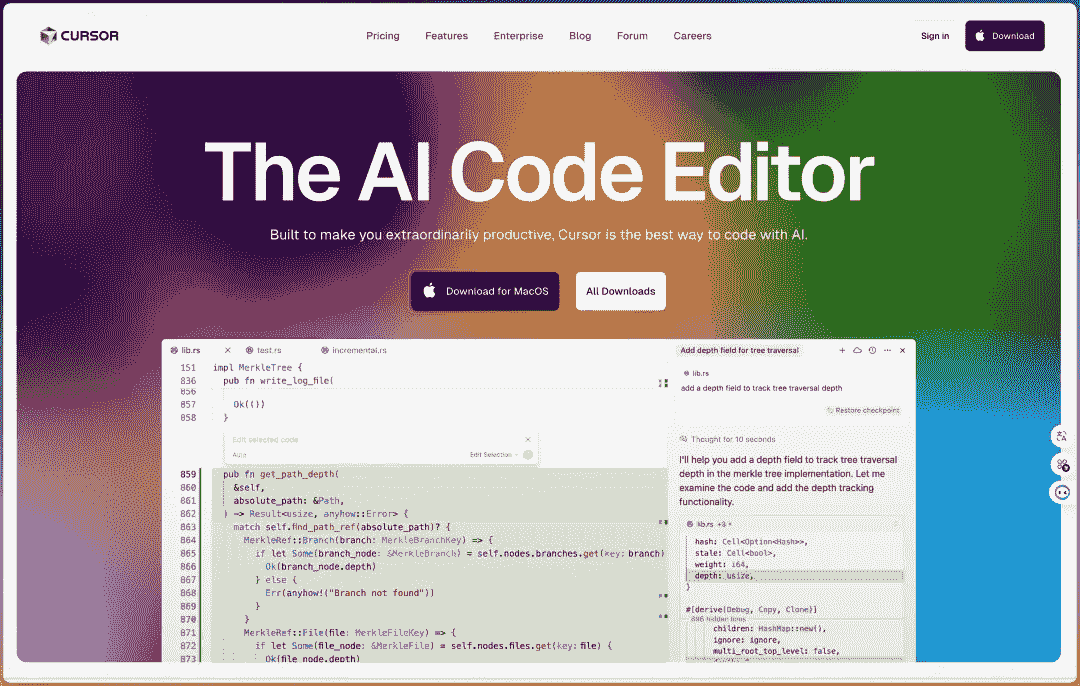 CURSOR
Pricing
Features
Enterprise
Blog
Forum
Careers
Sign in
Download
The AI Code Editor
Built to make you extraordinarily productive, Cursor is the best way to code with AI.
Download for MacOS
All Downloads
lib.rs
test.rs
incremental.rs
151 impl MerkleTree {
836 pub fn write_log_file(
856
857 Ok(())
858 }
Edit selected code
Auto
Edit Selection
859 pub fn get_path_depth(
860 &self,
861 absolute_path: &Path,
862 ) -> Result<usize, anyhow::Error> {
863 match self.find_path_ref(absolute_path)? {
864 MerkleRef::Branch(branch: MerkleBranchKey) => {
865 if let Some(branch_node: &MerkleBranch) = self.nodes.branches.get(key: branch)
866 Ok(branch_node.depth)
867 } else {
868 Err(anyhow!("Branch not found"))
869 }
870 }
871 MerkleRef::File(file: MerkleFileKey) => {
872 if let Some(file_node: &MerkleFile) = self.nodes.files.get(key: file) {
873 Ok(file_node.depth)
Add depth field for tree traversal
lib.rs
add a depth field to track tree traversal depth
Restore checkpoint
Thought for 10 seconds
I'll help you add a depth field to track tree traversal
depth in the merkle tree implementation. Let me
examine the code and add the depth tracking
functionality.
lib.rs +3
hash: Cell<Option<Hash>>,
stale: Cell<bool>,
weight: i64,
depth: usize,
}
#[derive(Debug, Copy, Clone)]
hidden lines
children: HashMap::new(),
ignore: ignore,
multi_root_top_level: false,